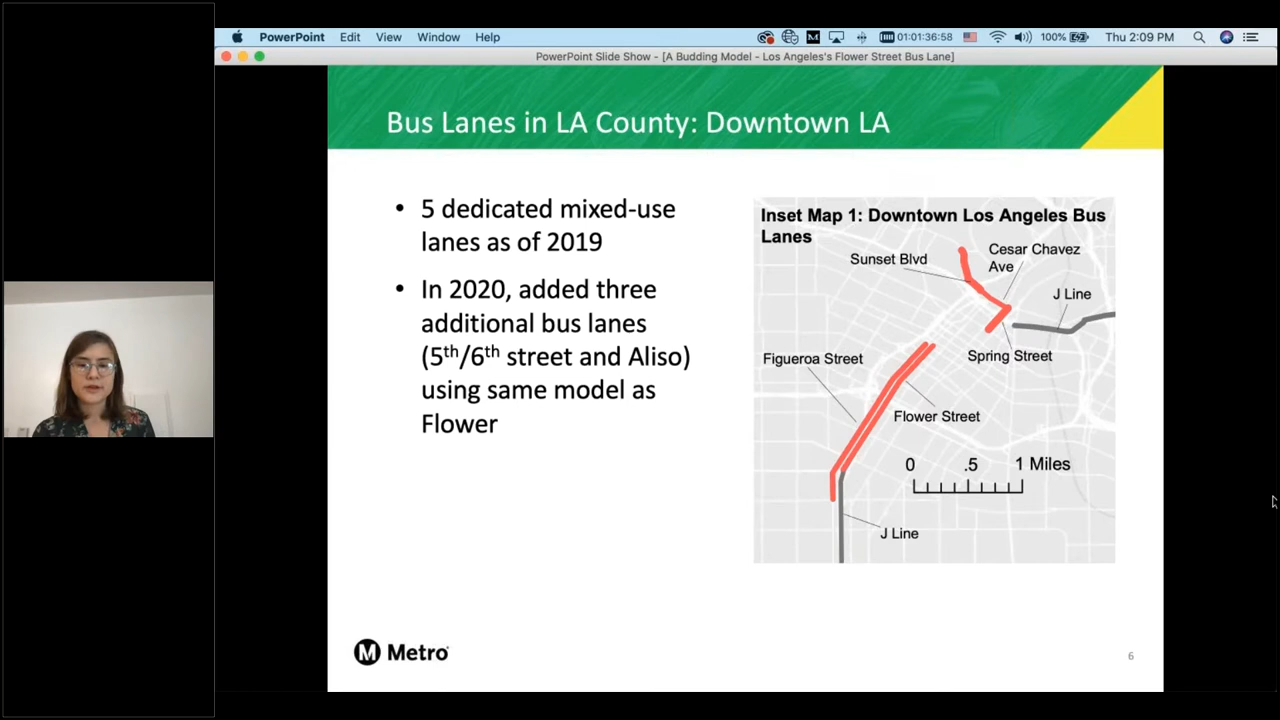 PowerPoint Edit View Window Help
01:01:36:58
100%
Thu 2:09 PM
PowerPoint Slide Show - [A Budding Model - Los Angeles's Flower Street Bus Lane]
Bus Lanes in LA County: Downtown LA
• 5 dedicated mixed-use
lanes as of 2019
• In 2020, added three
additional bus lanes
(5th/6th street and Aliso)
using same model as
Flower
Inset Map 1: Downtown Los Angeles Bus
Lanes
Sunset Blvd
Cesar Chavez
Ave
J Line
Spring Street
Figueroa Street
Flower Street
0 .5 1 Miles
J Line
M Metro
6